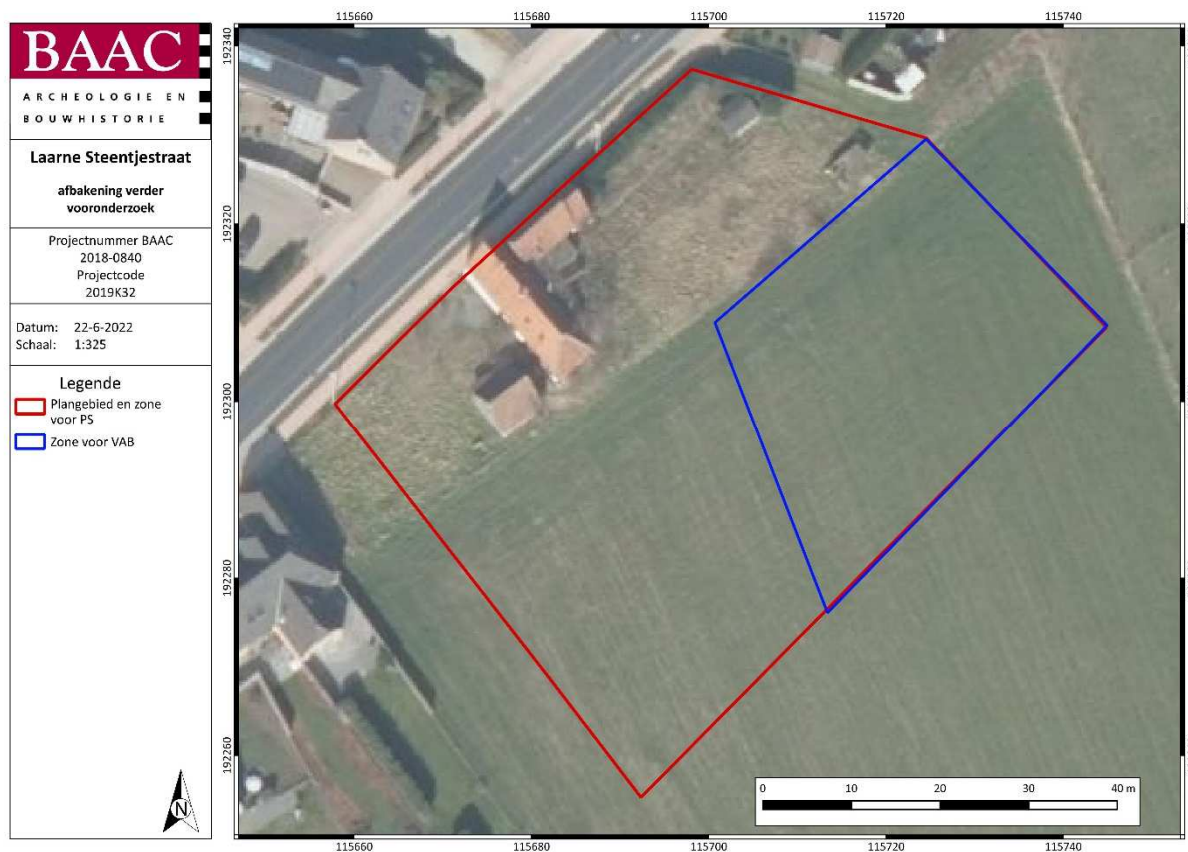 BAAC
ARCHEOLOGIE EN
BOUWHISTORIE
Laarne Steentjestraat
afbakening verder
vooronderzoek
Projectnummer BAAC
2018-0840
Projectcode
2019K32
Datum: 22-6-2022
Schaal: 1:325
Legende
Plangebied en zone
voor PS
Zone voor VAB
N
115660 115680 115700 115720 115740
192340
192320
192300
192280
192260
0 10 20 30 40 m
115660 115680 115700 115720 115740